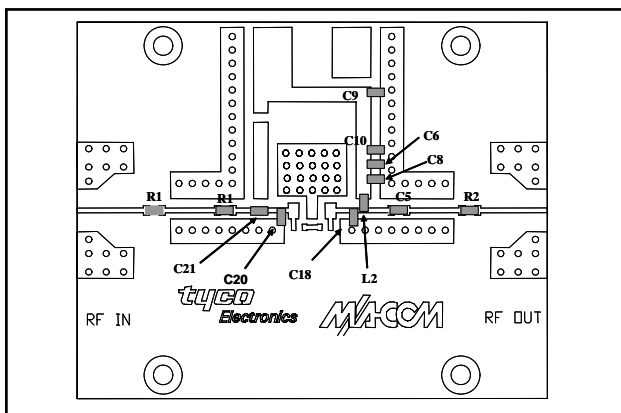 C9
C10
C6
C8
R1
R1
C5
R2
C21
C20
C18
L2
tyco
Electronics
M/A-COM
RF IN
RF OUT